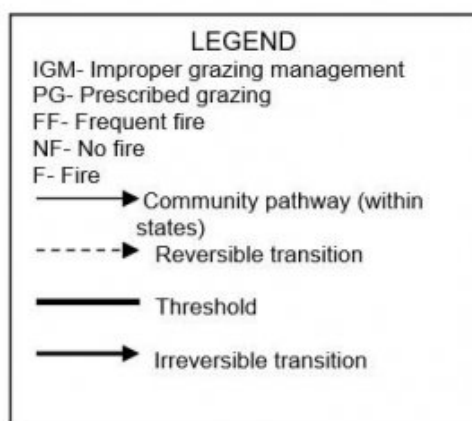 LEGEND
IGM- Improper grazing management
PG- Prescribed grazing
FF- Frequent fire
NF- No fire
F- Fire
Community pathway (within
states)
Reversible transition
Threshold
Irreversible transition